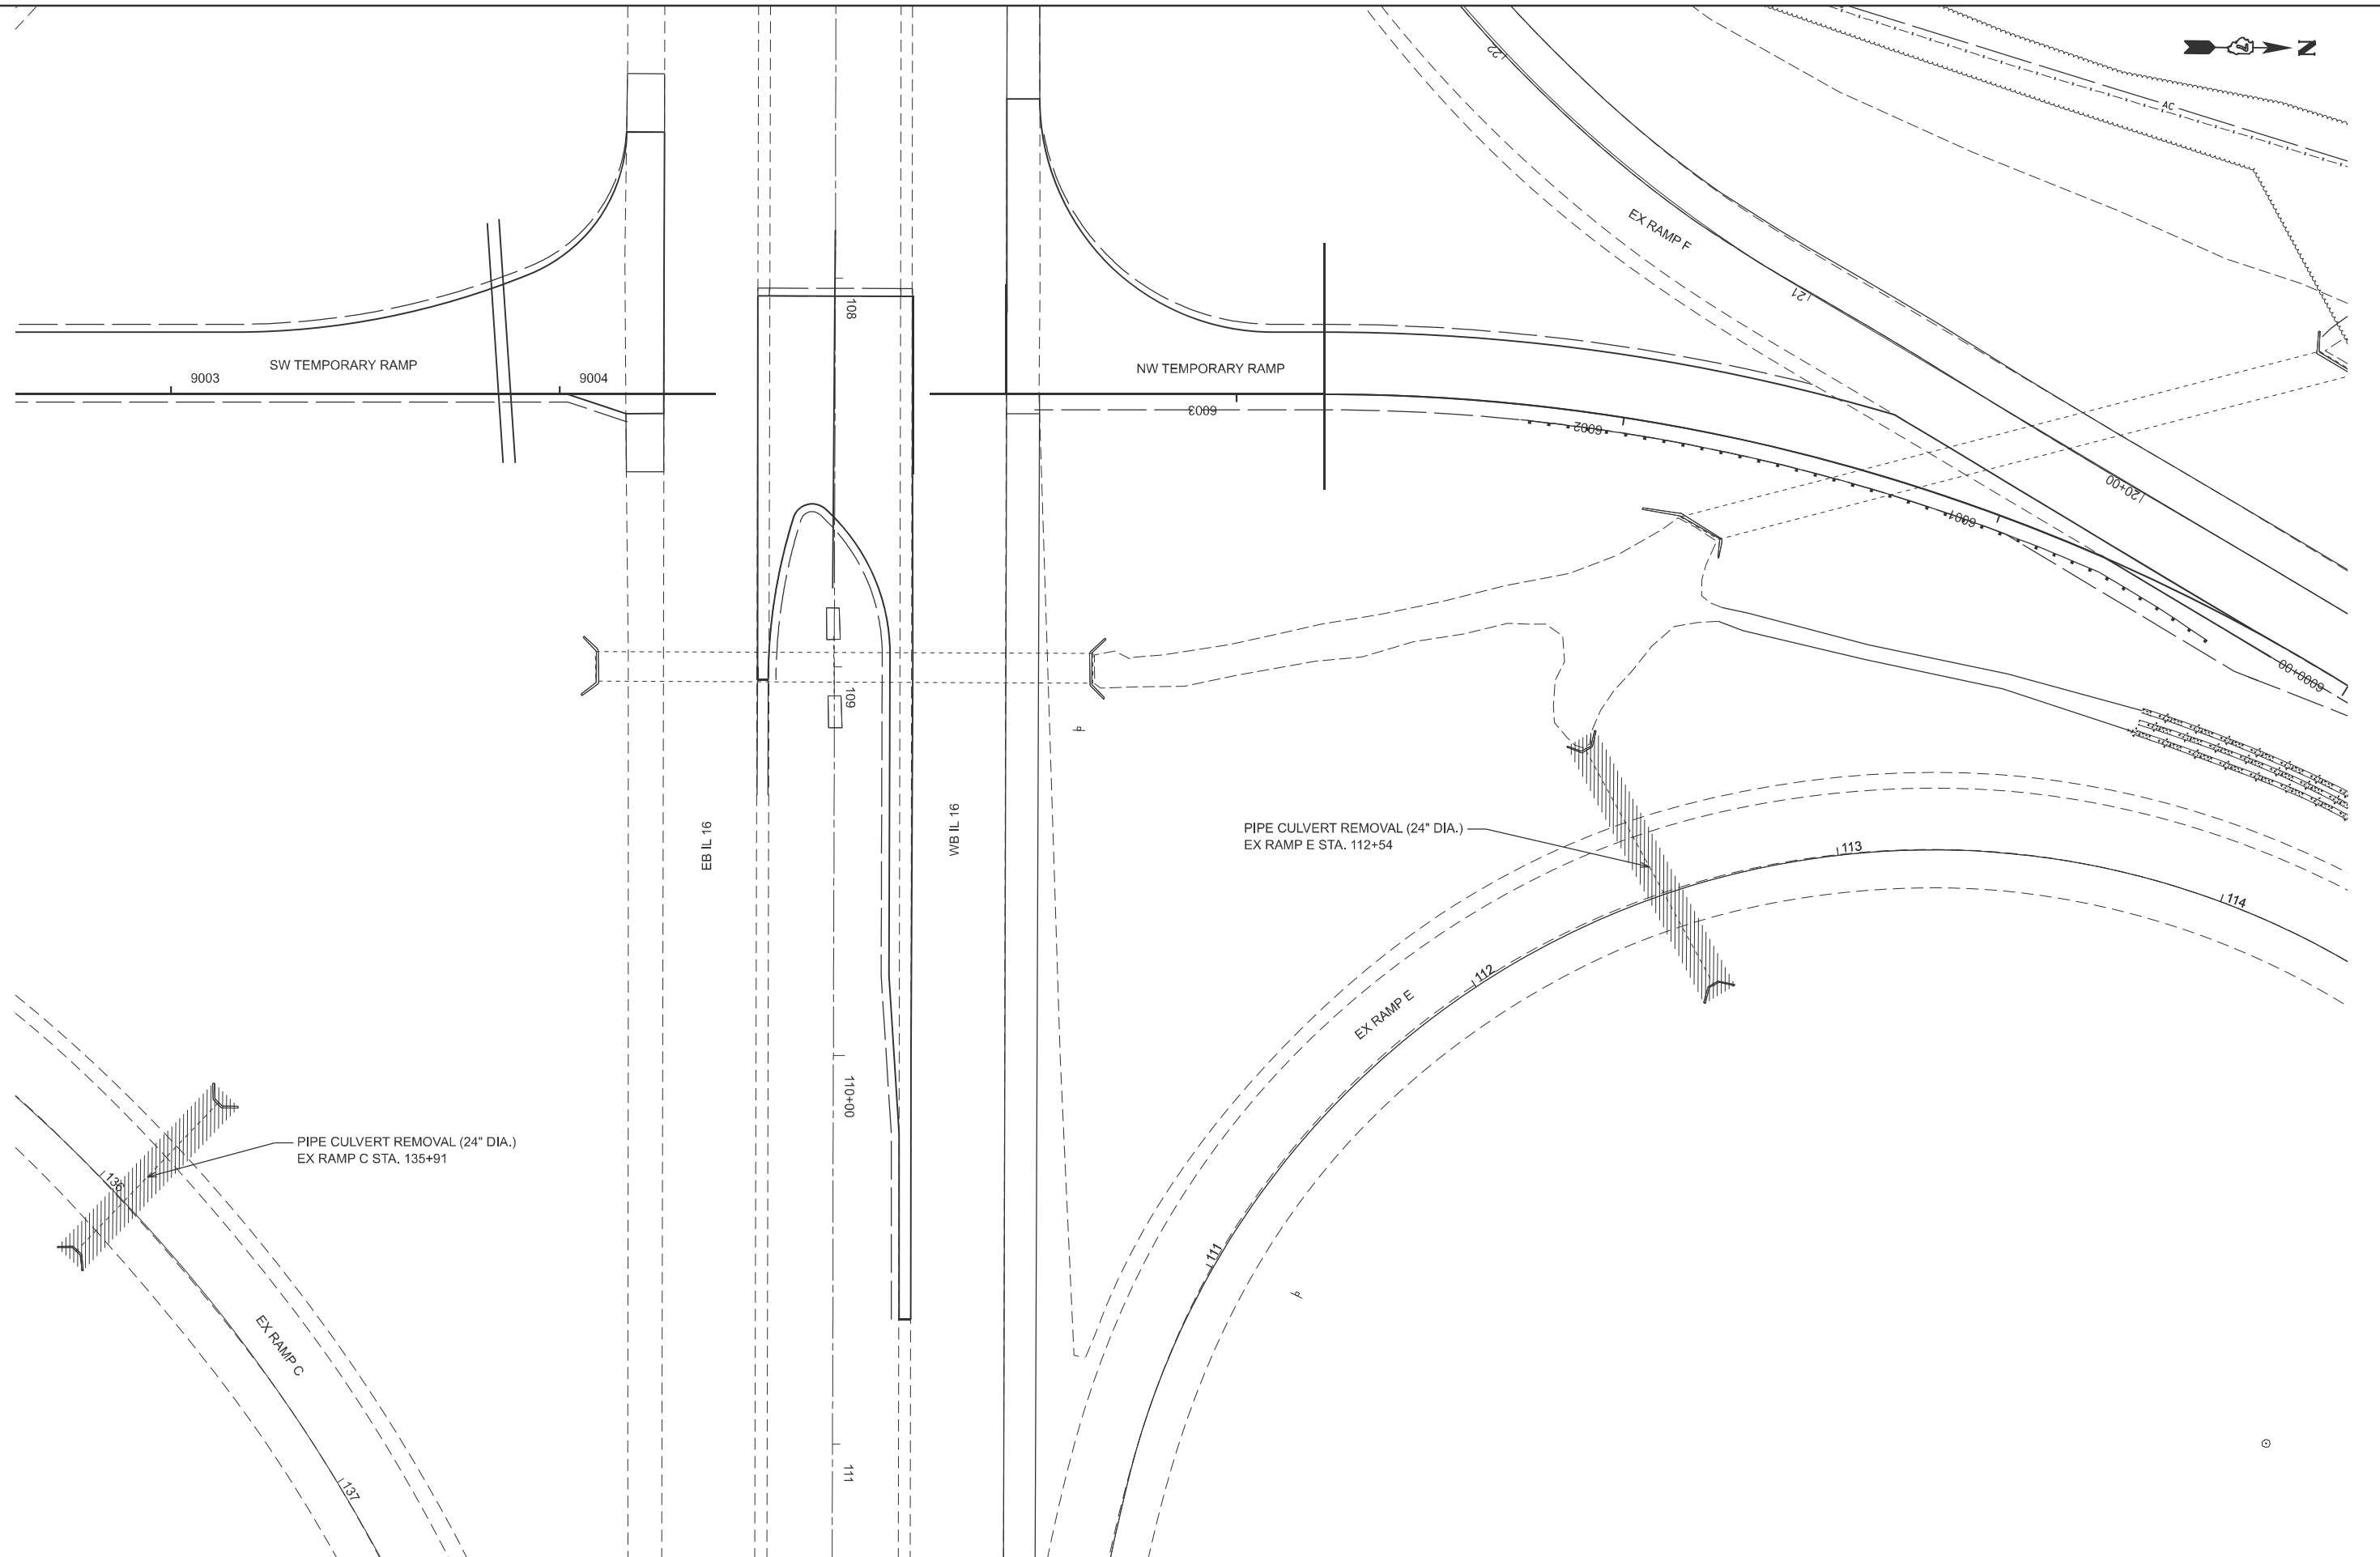 N
AC
22
EX RAMP F
21
108
SW TEMPORARY RAMP
NW TEMPORARY RAMP
9003
9004
6003
6002
120+00
6001
6000+00
109
EB IL 16
WB IL 16
PIPE CULVERT REMOVAL (24" DIA.)
EX RAMP E STA. 112+54
113
114
112
EX RAMP E
110+00
PIPE CULVERT REMOVAL (24" DIA.)
EX RAMP C STA. 135+91
136
111
EX RAMP C
137
111